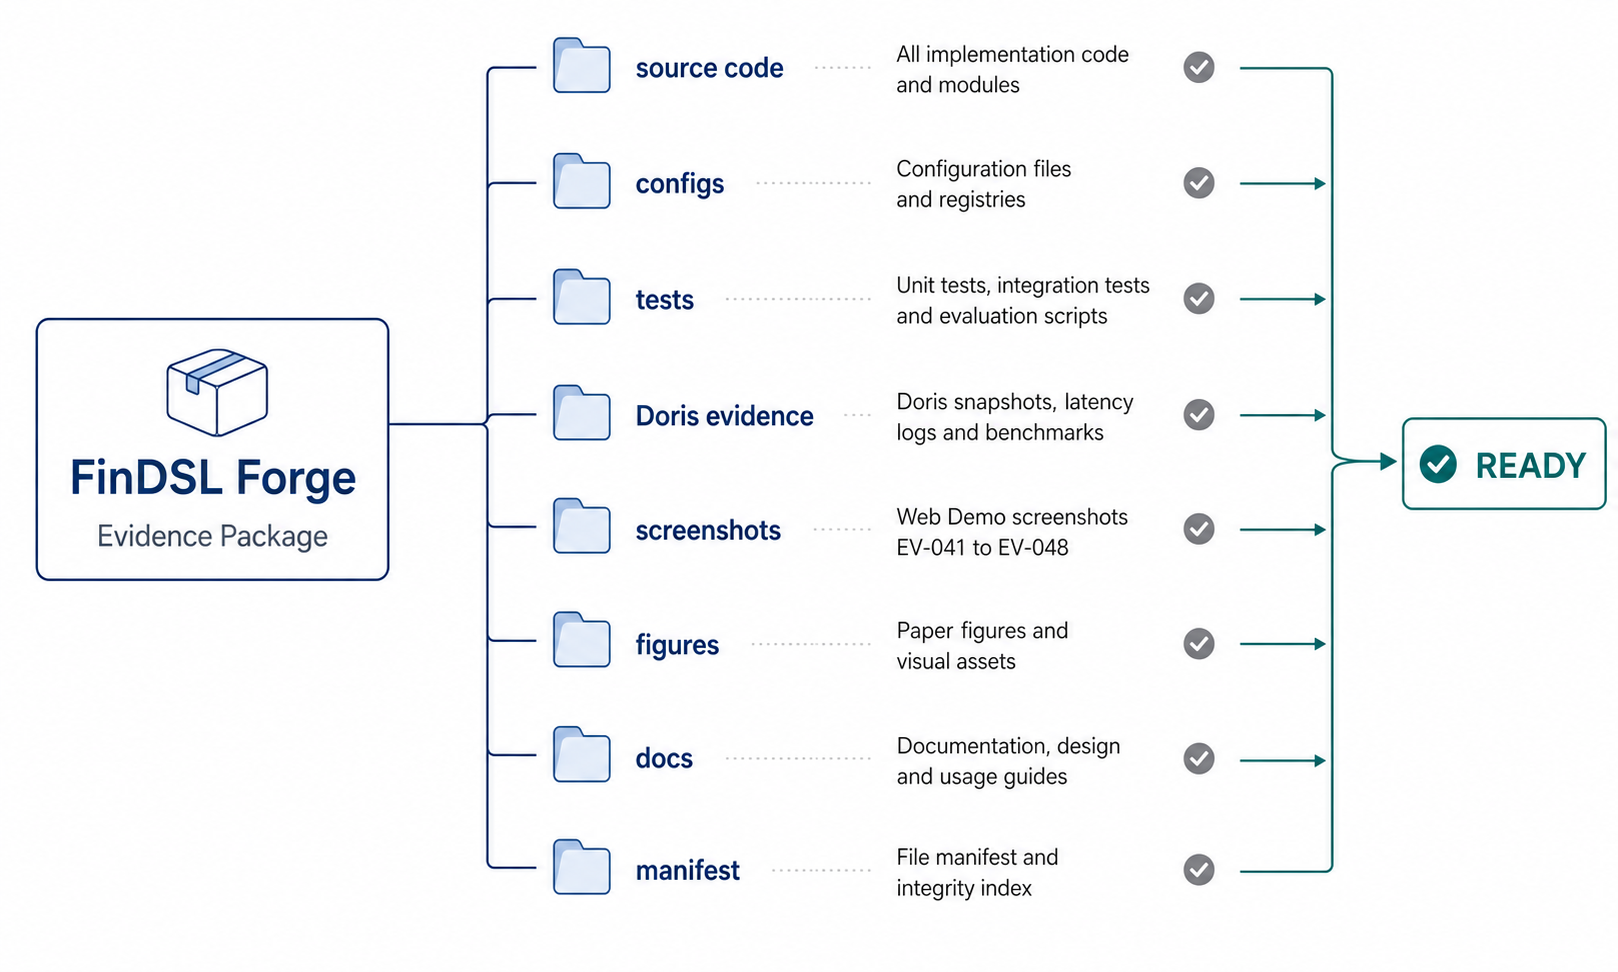 FinDSL Forge
Evidence Package
source code
All implementation code
and modules
configs
Configuration files
and registries
tests
Unit tests, integration tests
and evaluation scripts
Doris evidence
Doris snapshots, latency
logs and benchmarks
screenshots
Web Demo screenshots
EV-041 to EV-048
figures
Paper figures and
visual assets
docs
Documentation, design
and usage guides
manifest
File manifest and
integrity index
READY